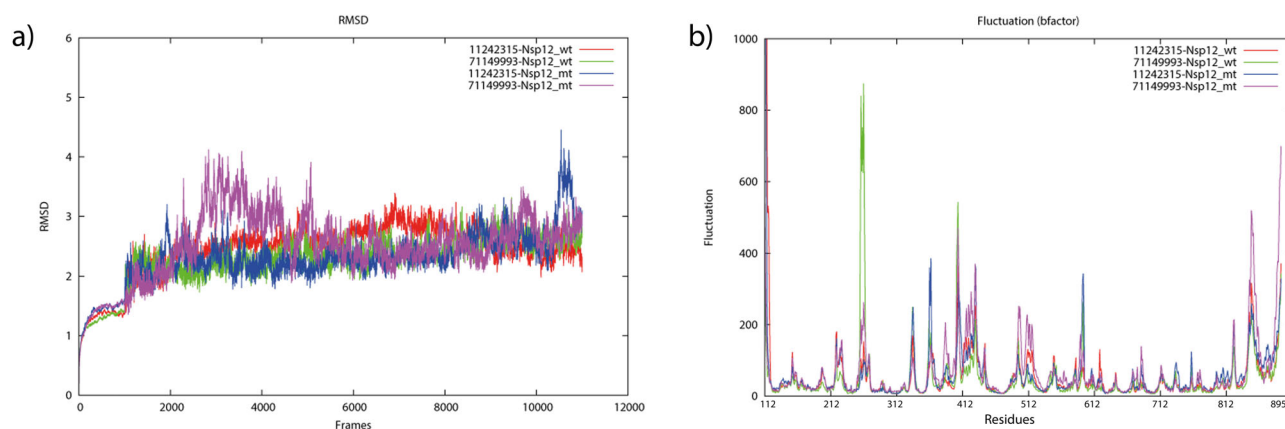 a)
RMSD
11242315-Nsp12_wt
71149993-Nsp12_wt
11242315-Nsp12_mt
71149993-Nsp12_mt
RMSD
6
5
4
3
2
1
0
0 2000 4000 6000 8000 10000 12000
Frames
b)
Fluctuation (bfactor)
11242315-Nsp12_wt
71149993-Nsp12_wt
11242315-Nsp12_mt
71149993-Nsp12_mt
Fluctuation
1000
800
600
400
200
0
112 212 312 412 512 612 712 812 895
Residues